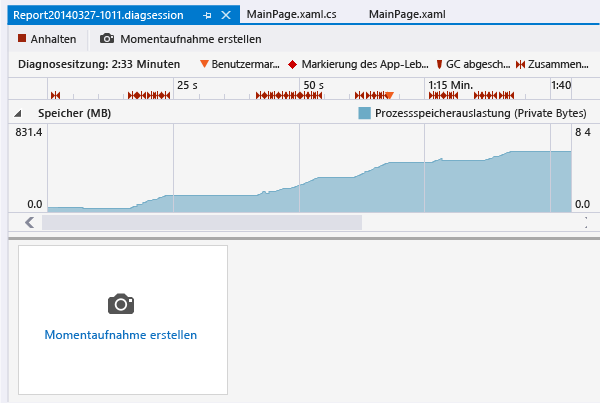 Report20140327-1011.diagsession MainPage.xaml.cs MainPage.xaml
Anhalten Momentaufnahme erstellen
Diagnosesitzung: 2:33 Minuten Benutzermar... Markierung des App-Leb... GC abgesch... Zusammen...
25 s 50 s 1:15 Min. 1:40
Speicher (MB) Prozessspeicherauslastung (Private Bytes)
831.4 8 4
0.0 0.0
Momentaufnahme erstellen